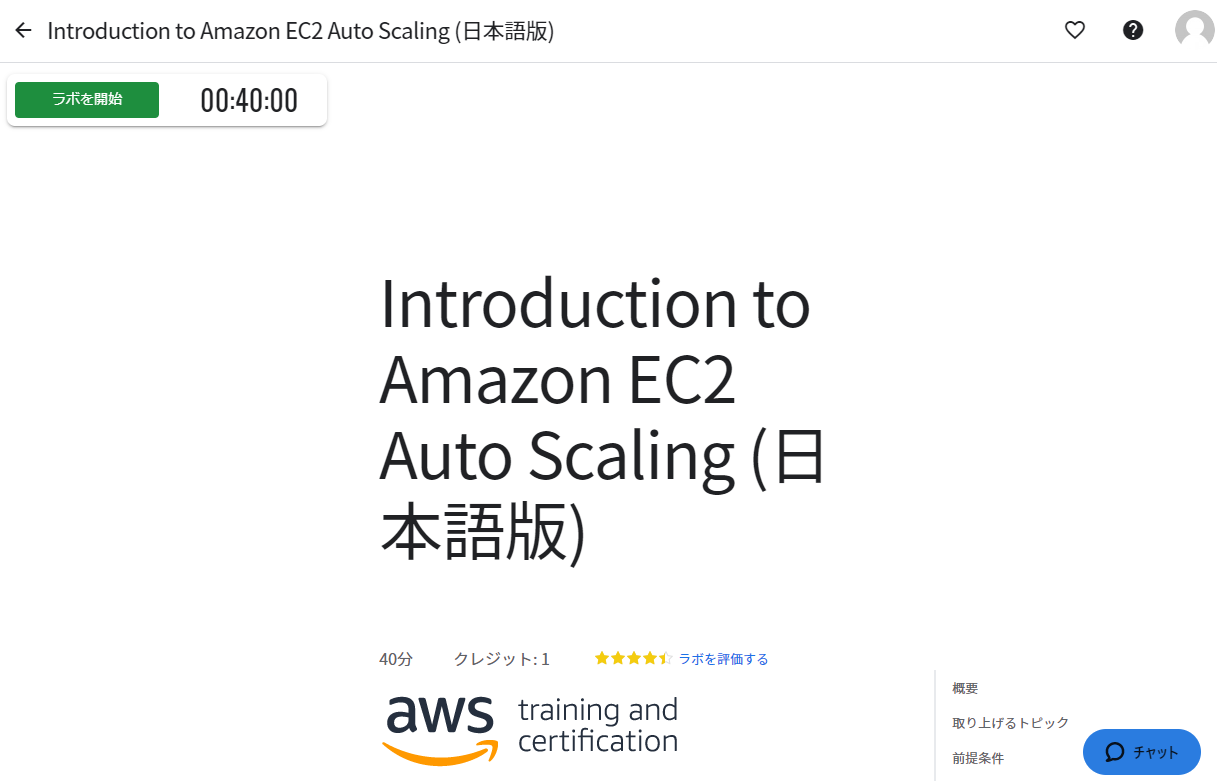 Introduction to Amazon EC2 Auto Scaling (日本語版)
ラボを開始
00:40:00
Introduction to
Amazon EC2
Auto Scaling (日
本語版)
40分
クレジット: 1
ラボを評価する
aws
training and
certification
概要
取り上げるトピック
前提条件
チャット